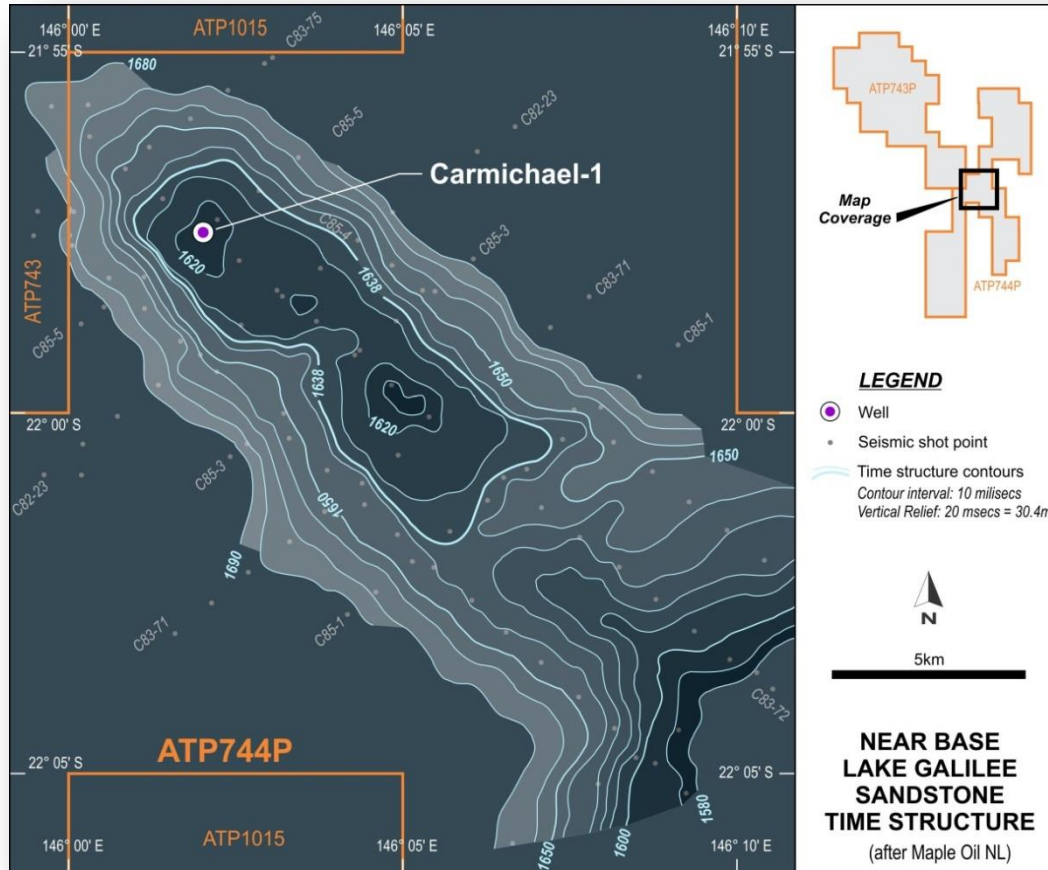 146° 00' E
ATP1015
146° 05' E
146° 10' E
21° 55' S
21° 55' S
C83-75
1680
C85-5
C82-23
Carmichael-1
ATP743
1620
C85-4
1638
C85-3
C83-71
C85-5
C85-1
1638
1650
1620
22° 00' S
22° 00' S
1650
C82-23
C85-3
1650
1690
C83-71
C85-1
C83-72
ATP744P
22° 05' S
22° 05' S
1580
1600
1650
146° 00' E
ATP1015
146° 05' E
146° 10' E
ATP743P
Map
Coverage
ATP744P
LEGEND
Well
Seismic shot point
Time structure contours
Contour interval: 10 milisecs
Vertical Relief: 20 msecs = 30.4m
N
5km
NEAR BASE
LAKE GALILEE
SANDSTONE
TIME STRUCTURE
(after Maple Oil NL)